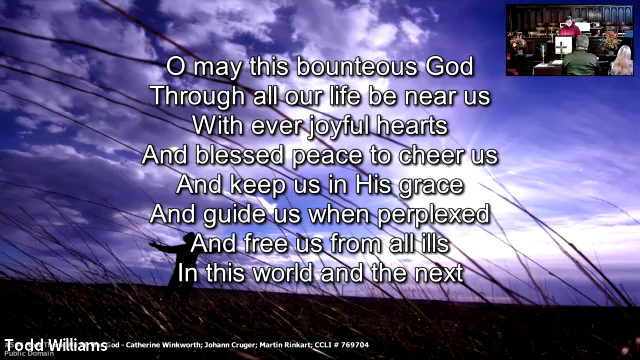 O may this bounteous God
Through all our life be near us
With ever joyful hearts
And blessed peace to cheer us
And keep us in His grace
And guide us when perplexed
And free us from all ills
In this world and the next
Todd Williams
God - Catherine Winkworth; Johann Cruger; Martin Rinkart; CCLI # 769704
Public Domain